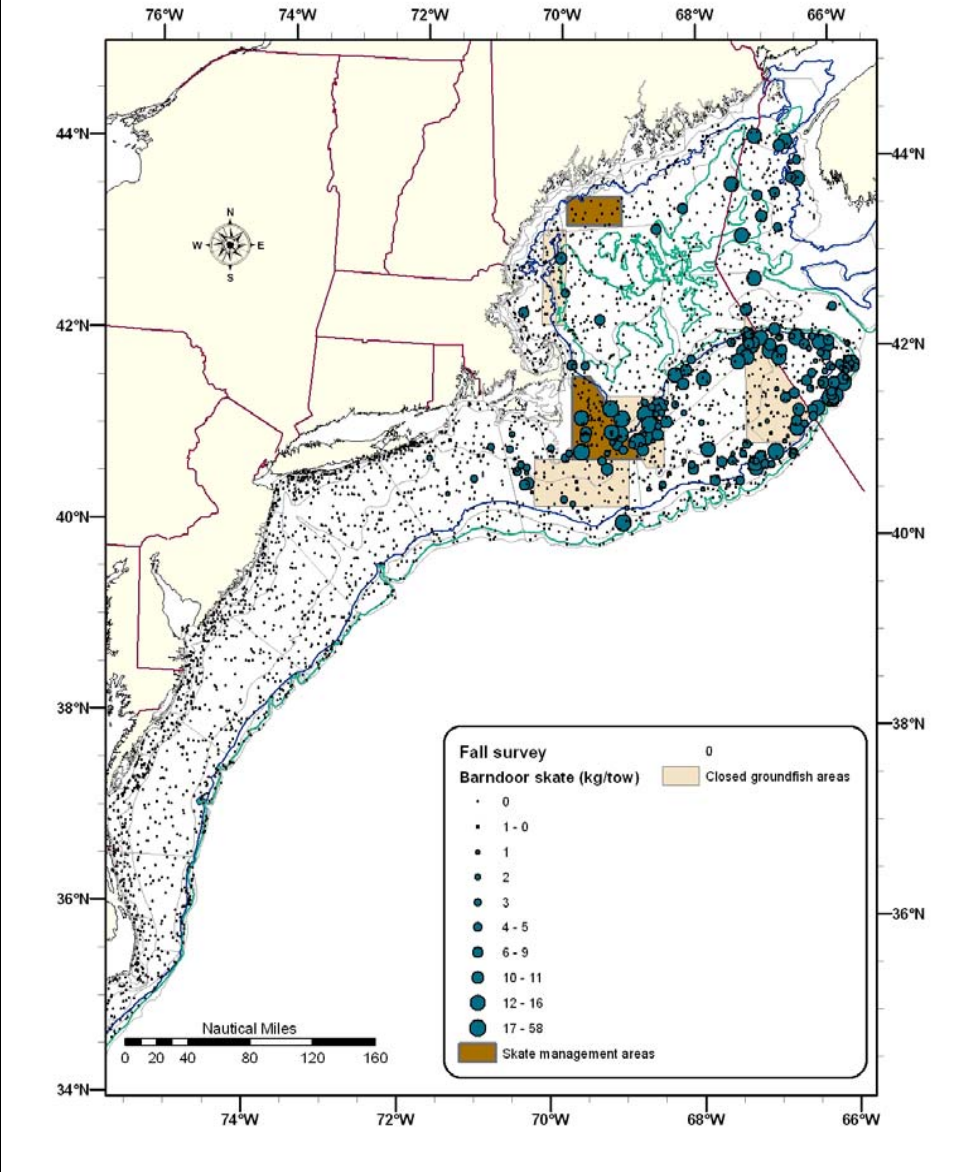 76°W 74°W 72°W 70°W 68°W 66°W
44°N 44°N
N
W E
S
42°N 42°N
40°N 40°N
38°N 38°N
Fall survey 0
Barndoor skate (kg/tow) Closed groundfish areas
0
1 - 0
1
2
3
4 - 5
6 - 9
10 - 11
12 - 16
17 - 58
Skate management areas
36°N 36°N
Nautical Miles
0 20 40 80 120 160
34°N
74°W 72°W 70°W 68°W 66°W